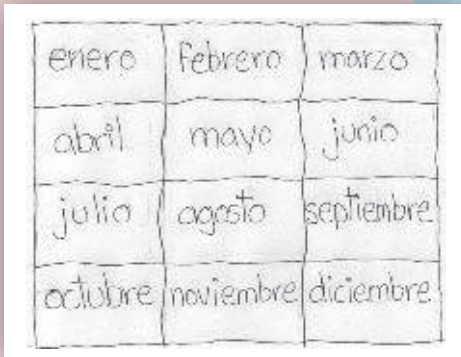 enero febrero marzo
abril mayo junio
julio agosto septiembre
octubre noviembre diciembre